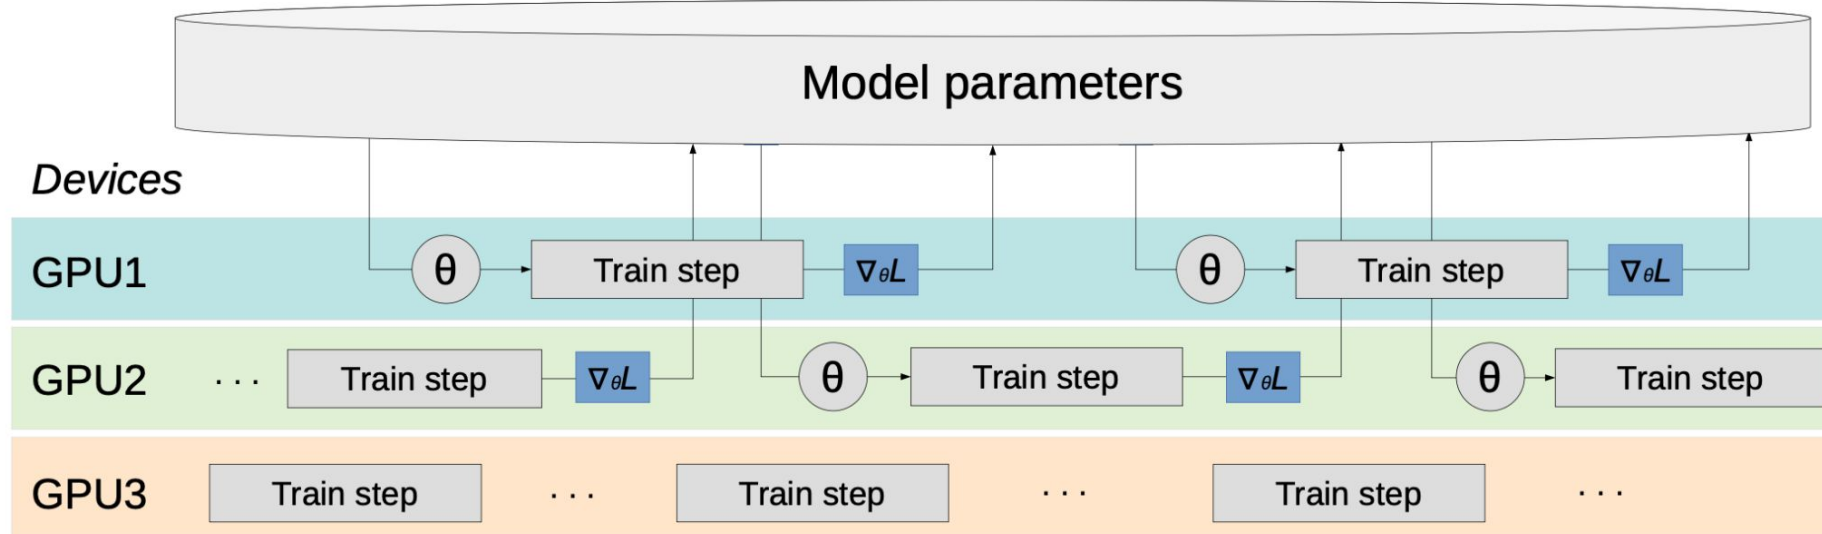 Model parameters
Devices
GPU1 θ Train step ∇θL θ Train step ∇θL
GPU2 ... Train step ∇θL θ Train step ∇θL θ Train step
GPU3 Train step ... Train step ... Train step ...